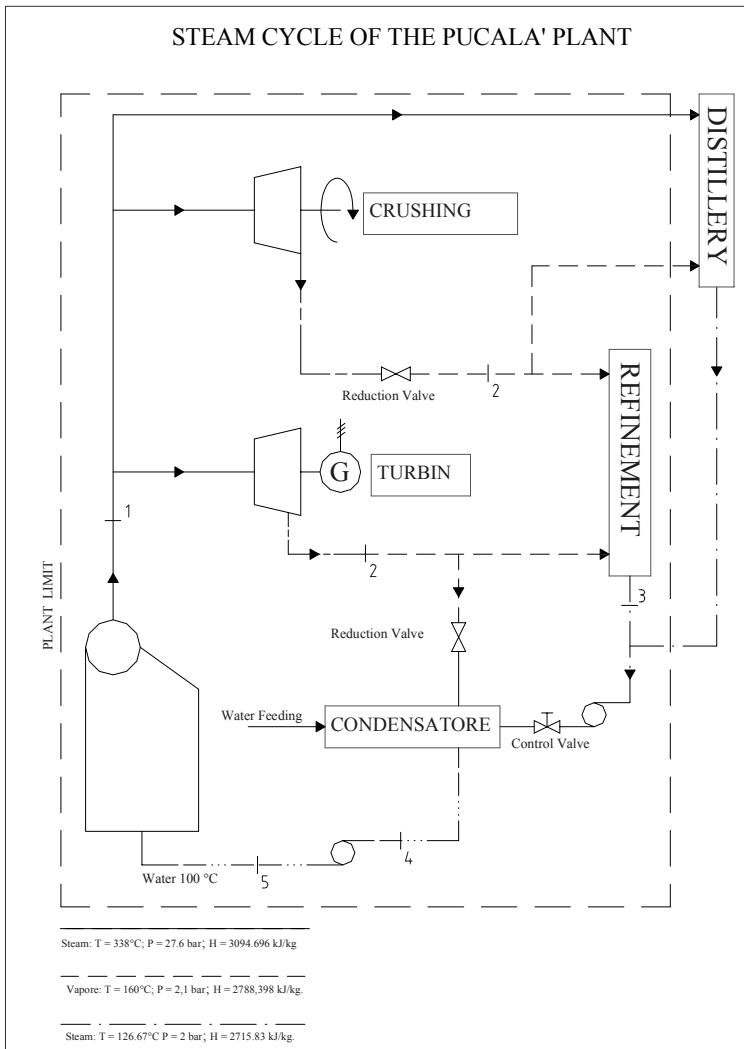 STEAM CYCLE OF THE PUCALA' PLANT
DISTILLERY
CRUSHING
Reduction Valve
2
REFINEMENT
G
TURBIN
1
2
3
PLANT LIMIT
Reduction Valve
Water Feeding
CONDENSATORE
Control Valve
4
Water 100 °C
5
Steam: T = 338°C; P = 27.6 bar; H = 3094.696 kJ/kg
Vapore: T = 160°C; P = 2,1 bar; H = 2788,398 kJ/kg.
Steam: T = 126.67°C P = 2 bar; H = 2715.83 kJ/kg.